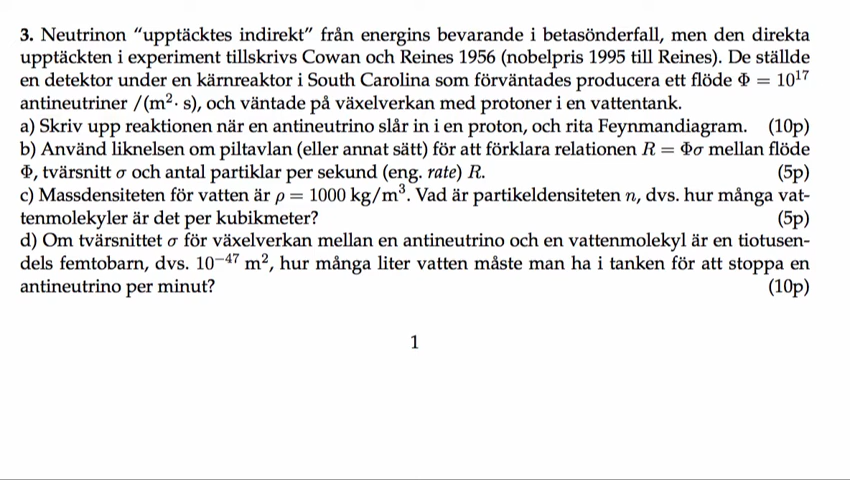 3. Neutrinon “upptäcktes indirekt” från energins bevarande i betasönderfall, men den direkta
upptäckten i experiment tillskrivs Cowan och Reines 1956 (nobelpris 1995 till Reines). De ställde
en detektor under en kärnreaktor i South Carolina som förväntades producera ett flöde Φ = 10¹⁷
antineutriner /(m²· s), och väntade på växelverkan med protoner i en vattentank.
a) Skriv upp reaktionen när en antineutrino slår in i en proton, och rita Feynmandiagram. (10p)
b) Använd liknelsen om piltavlan (eller annat sätt) för att förklara relationen R = Φσ mellan flöde
Φ, tvärsnitt σ och antal partiklar per sekund (eng. rate) R. (5p)
c) Massdensiteten för vatten är ρ = 1000 kg/m³. Vad är partikeldensiteten n, dvs. hur många vat-
tenmolekyler är det per kubikmeter? (5p)
d) Om tvärsnittet σ för växelverkan mellan en antineutrino och en vattenmolekyl är en tiotusen-
dels femtobarn, dvs. 10⁻⁴⁷ m², hur många liter vatten måste man ha i tanken för att stoppa en
antineutrino per minut? (10p)
1